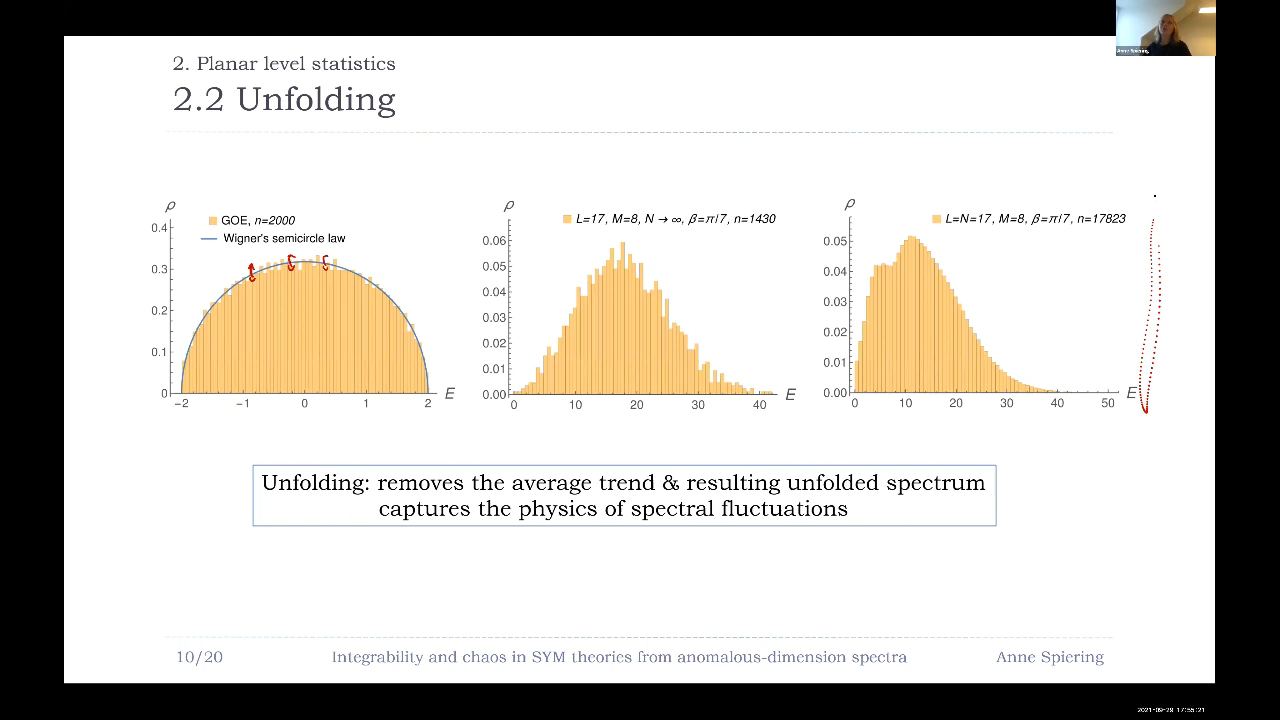 Anne Spiering
2. Planar level statistics
2.2 Unfolding
ρ
GOE, n=2000
Wigner's semicircle law
0.4
0.3
0.2
0.1
0
−2 −1 0 1 2 E
ρ
L=17, M=8, N → ∞, β=π/7, n=1430
0.06
0.05
0.04
0.03
0.02
0.01
0.00
0 10 20 30 40 E
ρ
L=N=17, M=8, β=π/7, n=17823
0.05
0.04
0.03
0.02
0.01
0.00
0 10 20 30 40 50 E
Unfolding: removes the average trend & resulting unfolded spectrum
captures the physics of spectral fluctuations
10/20 Integrability and chaos in SYM theories from anomalous-dimension spectra Anne Spiering
2021-09-29 17:55:21